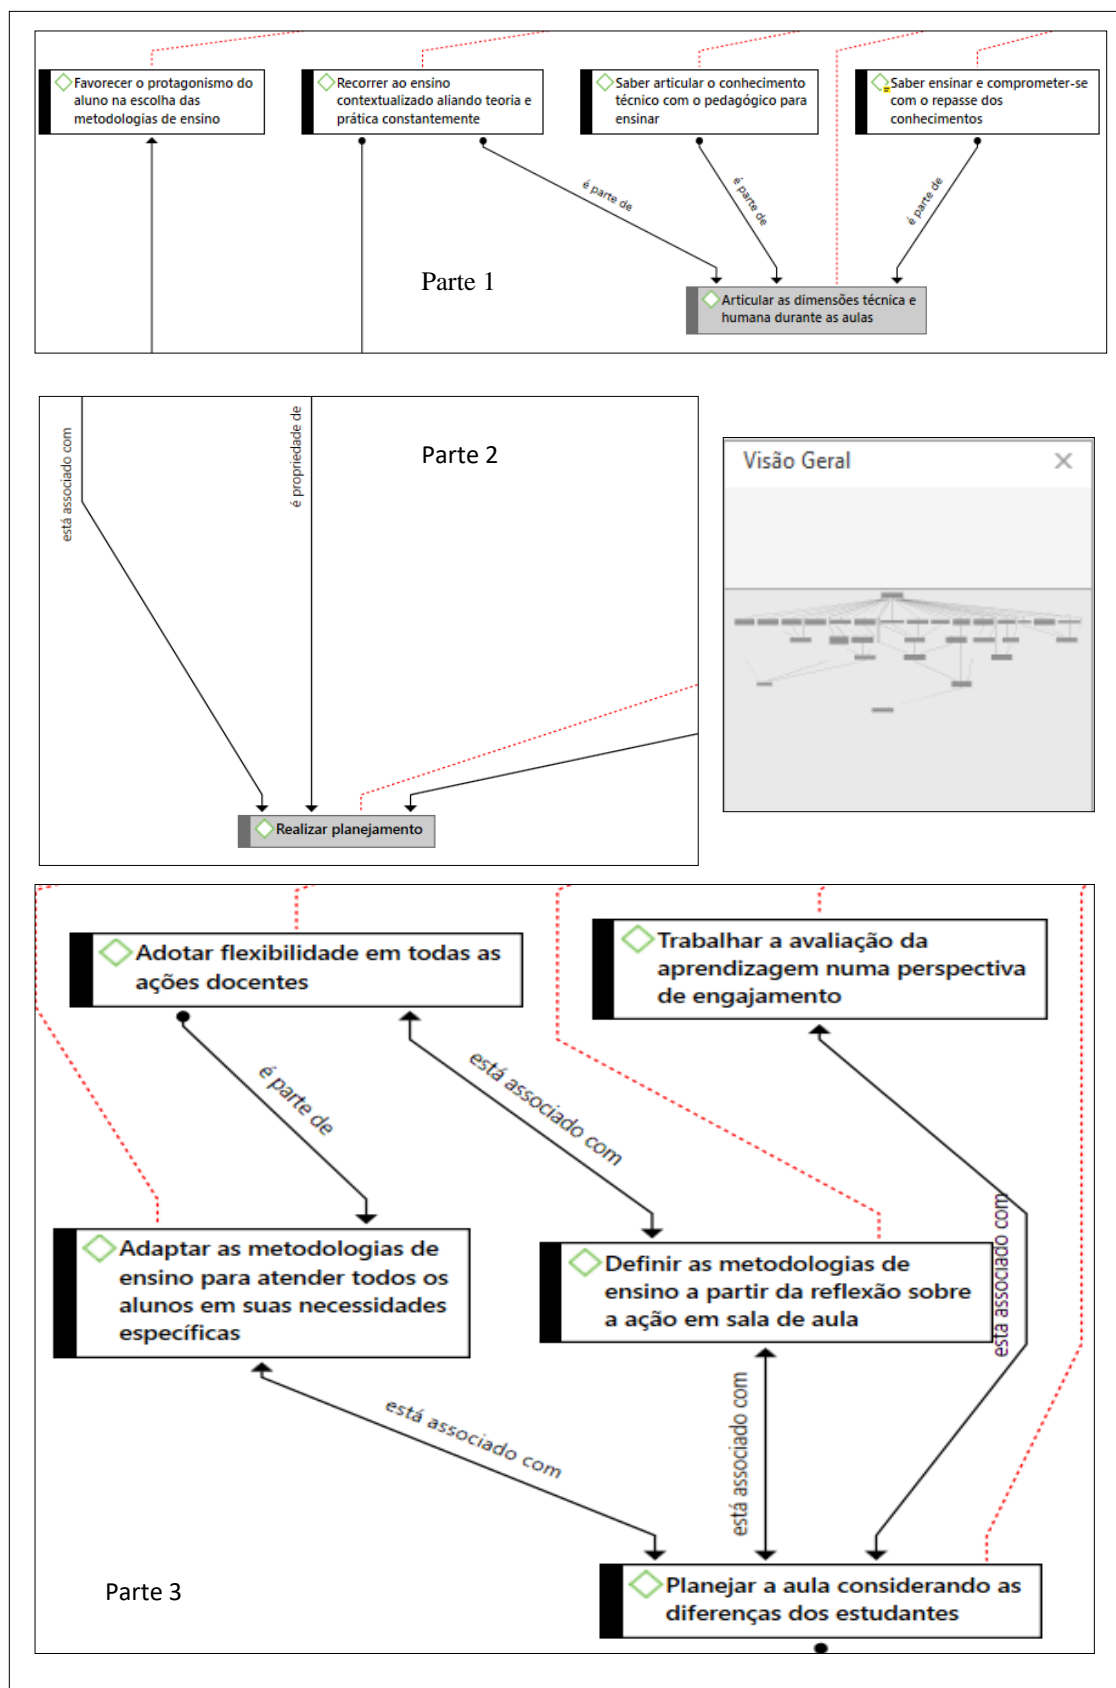 Favorecer o protagonismo do
aluno na escolha das
metodologias de ensino
Recorrer ao ensino
contextualizado aliando teoria e
prática constantemente
Saber articular o conhecimento
técnico com o pedagógico para
ensinar
Saber ensinar e comprometer-se
com o repasse dos
conhecimentos
é parte de
é parte de
é parte de
Parte 1
Articular as dimensões técnica e
humana durante as aulas
está associado com
é propriedade de
Parte 2
Realizar planejamento
Visão Geral
Adotar flexibilidade em todas as
ações docentes
Trabalhar a avaliação da
aprendizagem numa perspectiva
de engajamento
é parte de
está associado com
está associado com
Adaptar as metodologias de
ensino para atender todos os
alunos em suas necessidades
específicas
Definir as metodologias de
ensino a partir da reflexão sobre
a ação em sala de aula
está associado com
está associado com
Parte 3
Planejar a aula considerando as
diferenças dos estudantes